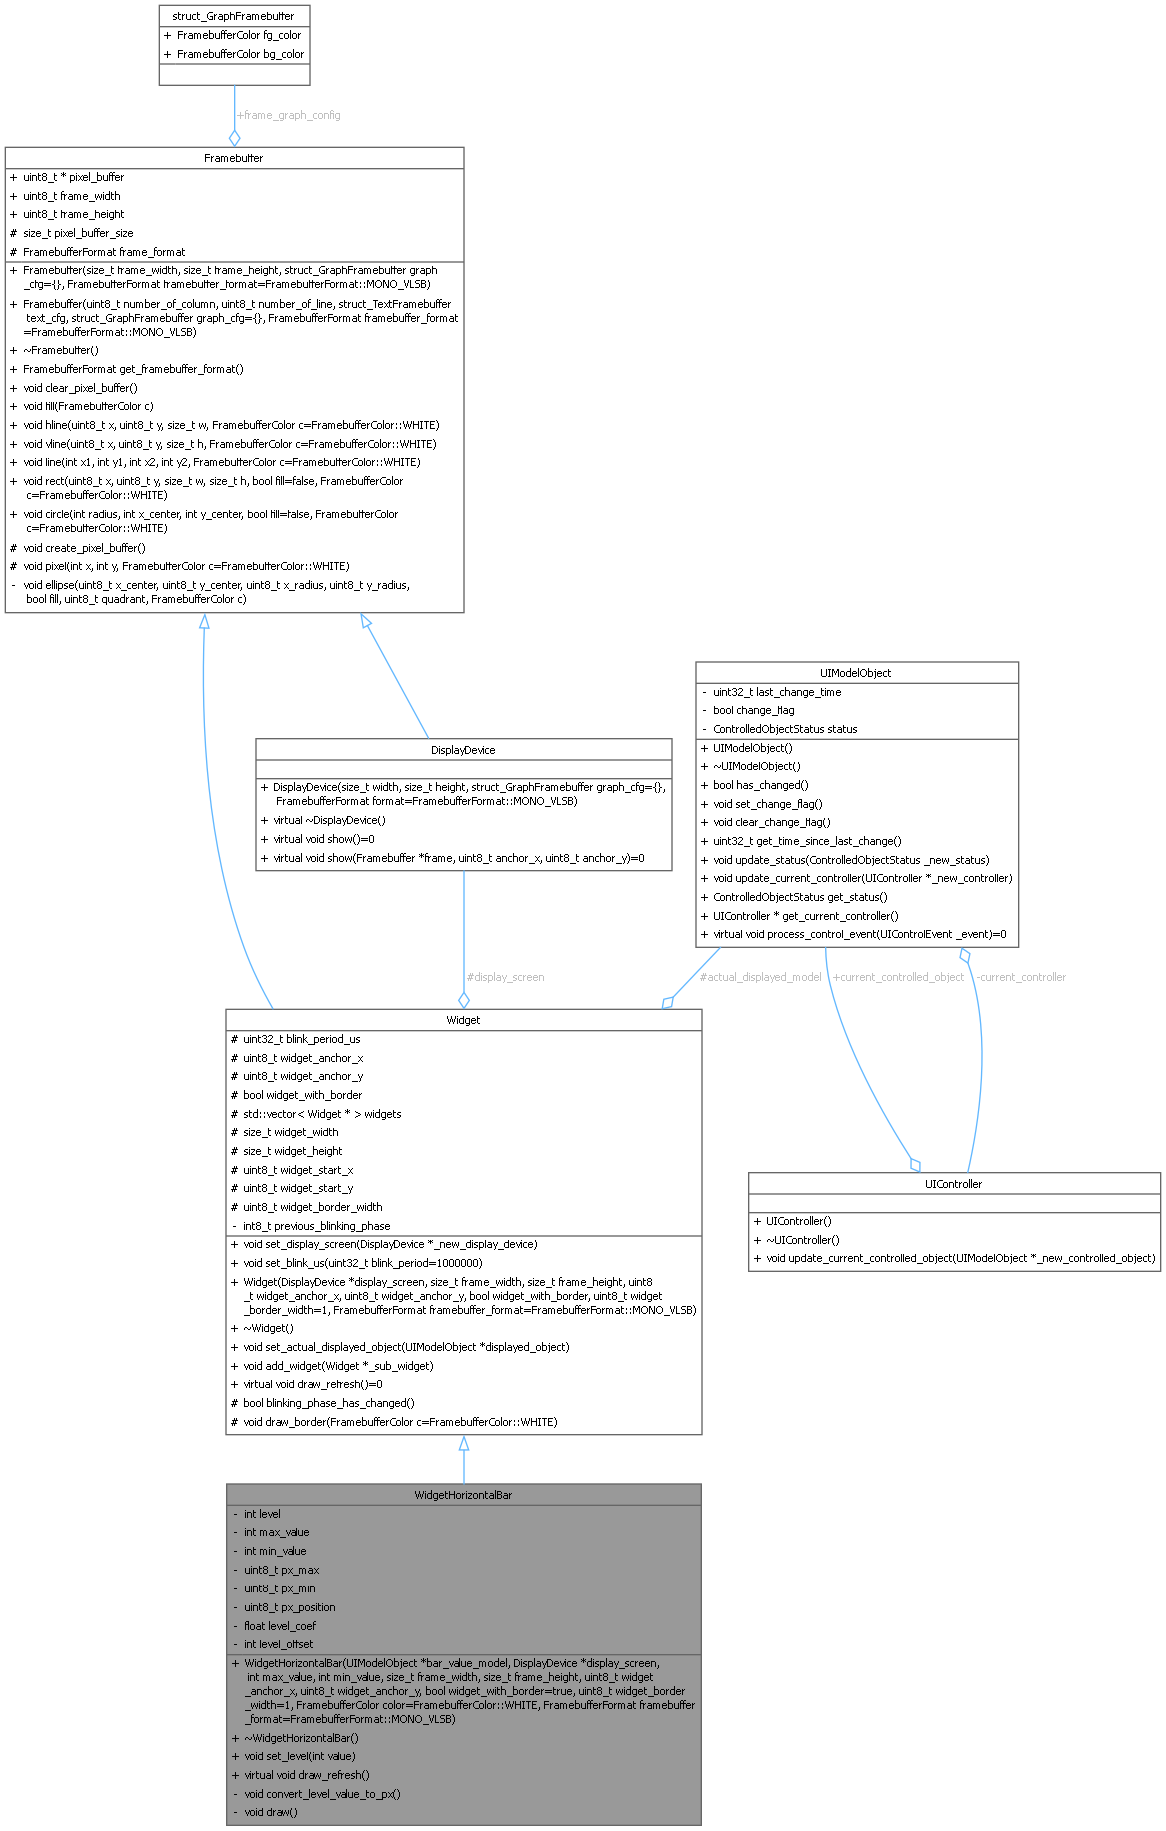 struct_GraphFramebuffer
+ FramebufferColor fg_color
+ FramebufferColor bg_color
+frame_graph_config
Framebuffer
+ uint8_t * pixel_buffer
+ uint8_t frame_width
+ uint8_t frame_height
# size_t pixel_buffer_size
# FramebufferFormat frame_format
+ Framebuffer(size_t frame_width, size_t frame_height, struct_GraphFramebuffer graph
_cfg={}, FramebufferFormat framebuffer_format=FramebufferFormat::MONO_VLSB)
+ Framebuffer(uint8_t number_of_column, uint8_t number_of_line, struct_TextFramebuffer
text_cfg, struct_GraphFramebuffer graph_cfg={}, FramebufferFormat framebuffer_format
=FramebufferFormat::MONO_VLSB)
+ ~Framebuffer()
+ FramebufferFormat get_framebuffer_format()
+ void clear_pixel_buffer()
+ void fill(FramebufferColor c)
+ void hline(uint8_t x, uint8_t y, size_t w, FramebufferColor c=FramebufferColor::WHITE)
+ void vline(uint8_t x, uint8_t y, size_t h, FramebufferColor c=FramebufferColor::WHITE)
+ void line(int x1, int y1, int x2, int y2, FramebufferColor c=FramebufferColor::WHITE)
+ void rect(uint8_t x, uint8_t y, size_t w, size_t h, bool fill=false, FramebufferColor
c=FramebufferColor::WHITE)
+ void circle(int radius, int x_center, int y_center, bool fill=false, FramebufferColor
c=FramebufferColor::WHITE)
# void create_pixel_buffer()
# void pixel(int x, int y, FramebufferColor c=FramebufferColor::WHITE)
- void ellipse(uint8_t x_center, uint8_t y_center, uint8_t x_radius, uint8_t y_radius,
bool fill, uint8_t quadrant, FramebufferColor c)
UIModelObject
- uint32_t last_change_time
- bool change_flag
- ControlledObjectStatus status
+ UIModelObject()
+ ~UIModelObject()
+ bool has_changed()
+ void set_change_flag()
+ void clear_change_flag()
+ uint32_t get_time_since_last_change()
+ void update_status(ControlledObjectStatus _new_status)
+ void update_current_controller(UIController *_new_controller)
+ ControlledObjectStatus get_status()
+ UIController * get_current_controller()
+ virtual void process_control_event(UIControlEvent _event)=0
DisplayDevice
+ DisplayDevice(size_t width, size_t height, struct_GraphFramebuffer graph_cfg={},
FramebufferFormat format=FramebufferFormat::MONO_VLSB)
+ virtual ~DisplayDevice()
+ virtual void show()=0
+ virtual void show(Framebuffer *frame, uint8_t anchor_x, uint8_t anchor_y)=0
#display_screen
#actual_displayed_model
+current_controlled_object
-current_controller
Widget
# uint32_t blink_period_us
# uint8_t widget_anchor_x
# uint8_t widget_anchor_y
# bool widget_with_border
# std::vector< Widget * > widgets
# size_t widget_width
# size_t widget_height
# uint8_t widget_start_x
# uint8_t widget_start_y
# uint8_t widget_border_width
- int8_t previous_blinking_phase
+ void set_display_screen(DisplayDevice *_new_display_device)
+ void set_blink_us(uint32_t blink_period=1000000)
+ Widget(DisplayDevice *display_screen, size_t frame_width, size_t frame_height, uint8
_t widget_anchor_x, uint8_t widget_anchor_y, bool widget_with_border, uint8_t widget
_border_width=1, FramebufferFormat framebuffer_format=FramebufferFormat::MONO_VLSB)
+ ~Widget()
+ void set_actual_displayed_object(UIModelObject *displayed_object)
+ void add_widget(Widget *_sub_widget)
+ virtual void draw_refresh()=0
# bool blinking_phase_has_changed()
# void draw_border(FramebufferColor c=FramebufferColor::WHITE)
UIController
+ UIController()
+ ~UIController()
+ void update_current_controlled_object(UIModelObject *_new_controlled_object)
WidgetHorizontalBar
- int level
- int max_value
- int min_value
- uint8_t px_max
- uint8_t px_min
- uint8_t px_position
- float level_coef
- int level_offset
+ WidgetHorizontalBar(UIModelObject *bar_value_model, DisplayDevice *display_screen,
int max_value, int min_value, size_t frame_width, size_t frame_height, uint8_t widget
_anchor_x, uint8_t widget_anchor_y, bool widget_with_border=true, uint8_t widget_border
_width=1, FramebufferColor color=FramebufferColor::WHITE, FramebufferFormat framebuffer
_format=FramebufferFormat::MONO_VLSB)
+ ~WidgetHorizontalBar()
+ void set_level(int value)
+ virtual void draw_refresh()
- void convert_level_value_to_px()
- void draw()